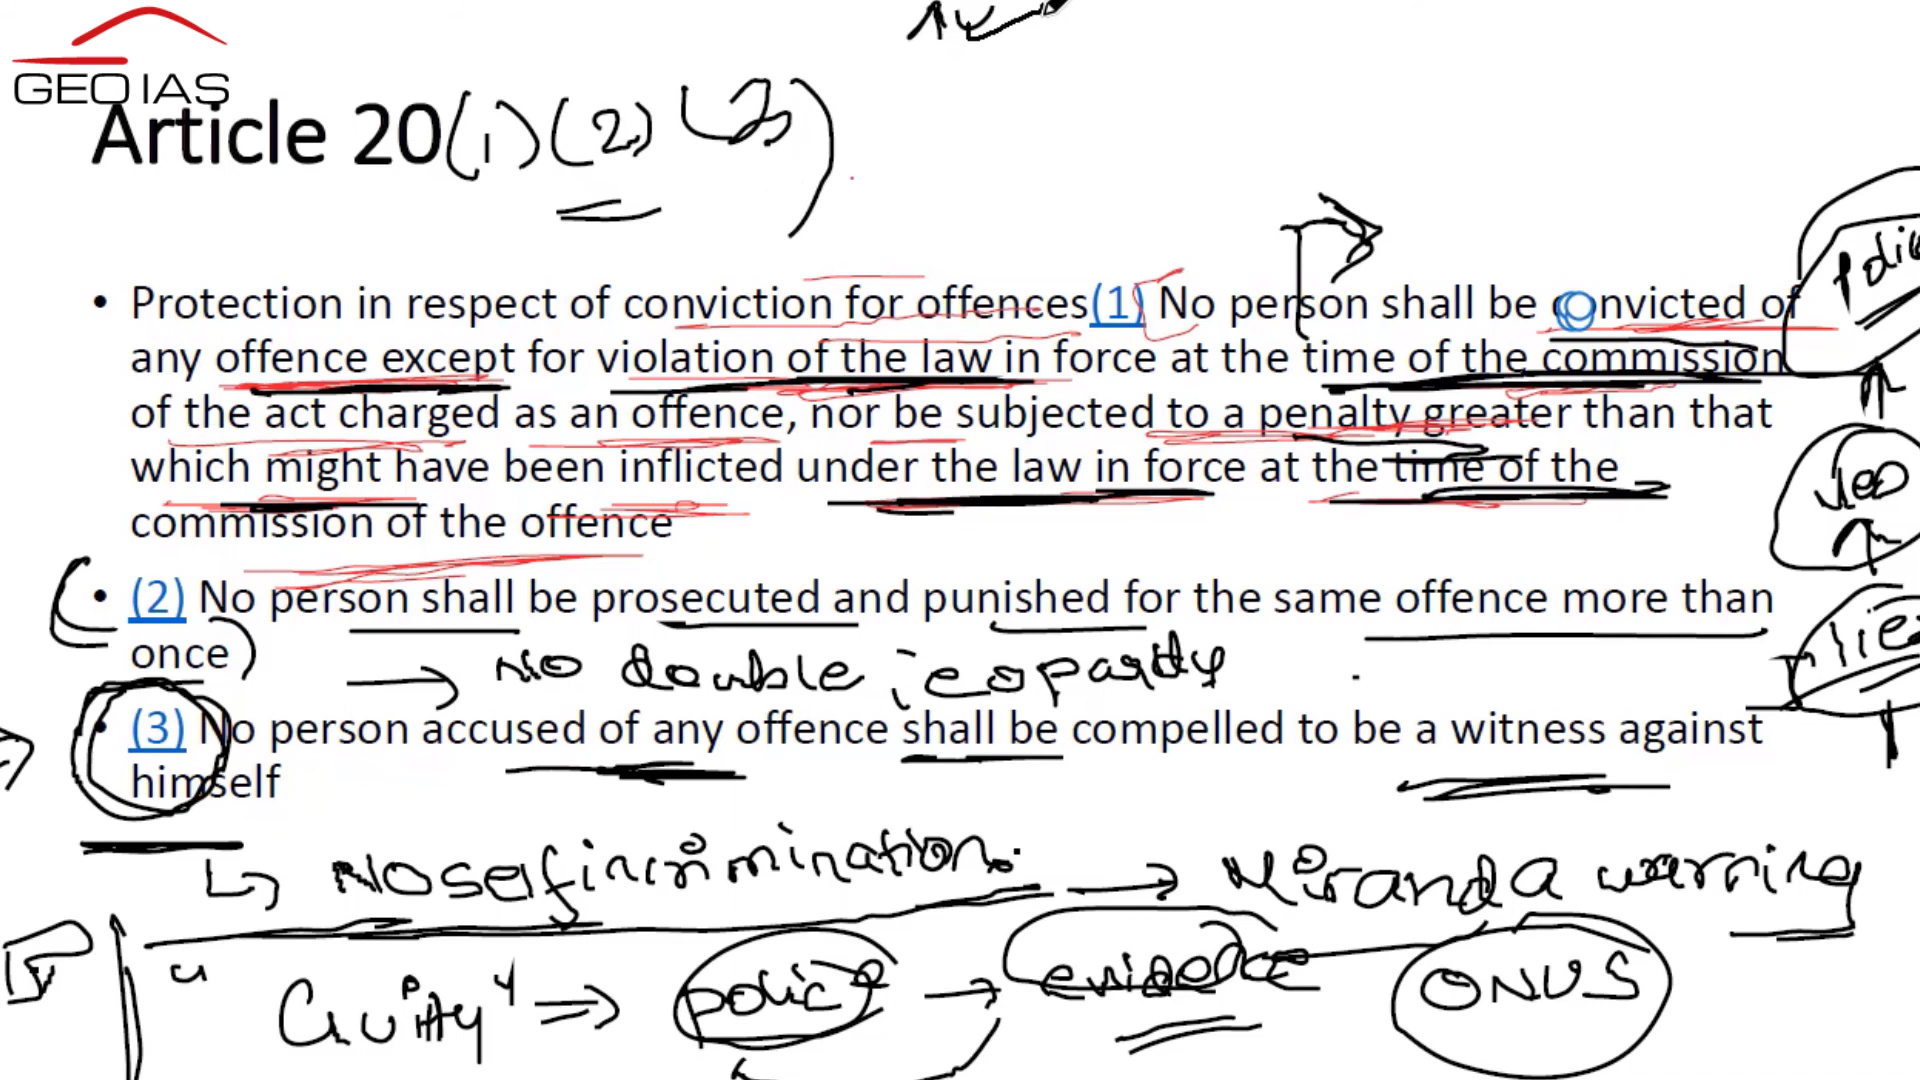 GEO IAS
Article 20 (1) (2) (3)
• Protection in respect of conviction for offences(1) No person shall be convicted of
any offence except for violation of the law in force at the time of the commission
of the act charged as an offence, nor be subjected to a penalty greater than that
which might have been inflicted under the law in force at the time of the
commission of the offence
• (2) No person shall be prosecuted and punished for the same offence more than
once
→ No double jeopardy
• (3) No person accused of any offence shall be compelled to be a witness against
himself
No self incrimination → Miranda warning
"Guilty" ⇒ police → evidence ONUS